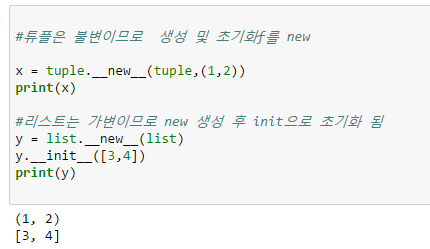 #튜플은 불변이므로 생성 및 초기화f를 new
x = tuple.__new__(tuple,(1,2))
print(x)
#리스트는 가변이므로 new 생성 후 init으로 초기화 됨
y = list.__new__(list)
y.__init__([3,4])
print(y)
(1, 2)
[3, 4]